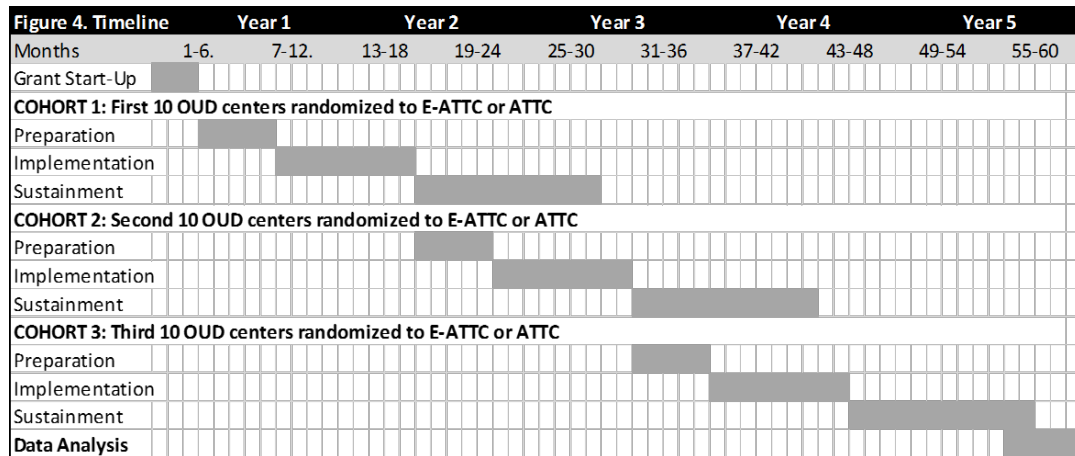 Figure 4. Timeline Year 1 Year 2 Year 3 Year 4 Year 5
Months 1-6. 7-12. 13-18 19-24 25-30 31-36 37-42 43-48 49-54 55-60
Grant Start-Up
COHORT 1: First 10 OUD centers randomized to E-ATTC or ATTC
Preparation
Implementation
Sustainment
COHORT 2: Second 10 OUD centers randomized to E-ATTC or ATTC
Preparation
Implementation
Sustainment
COHORT 3: Third 10 OUD centers randomized to E-ATTC or ATTC
Preparation
Implementation
Sustainment
Data Analysis